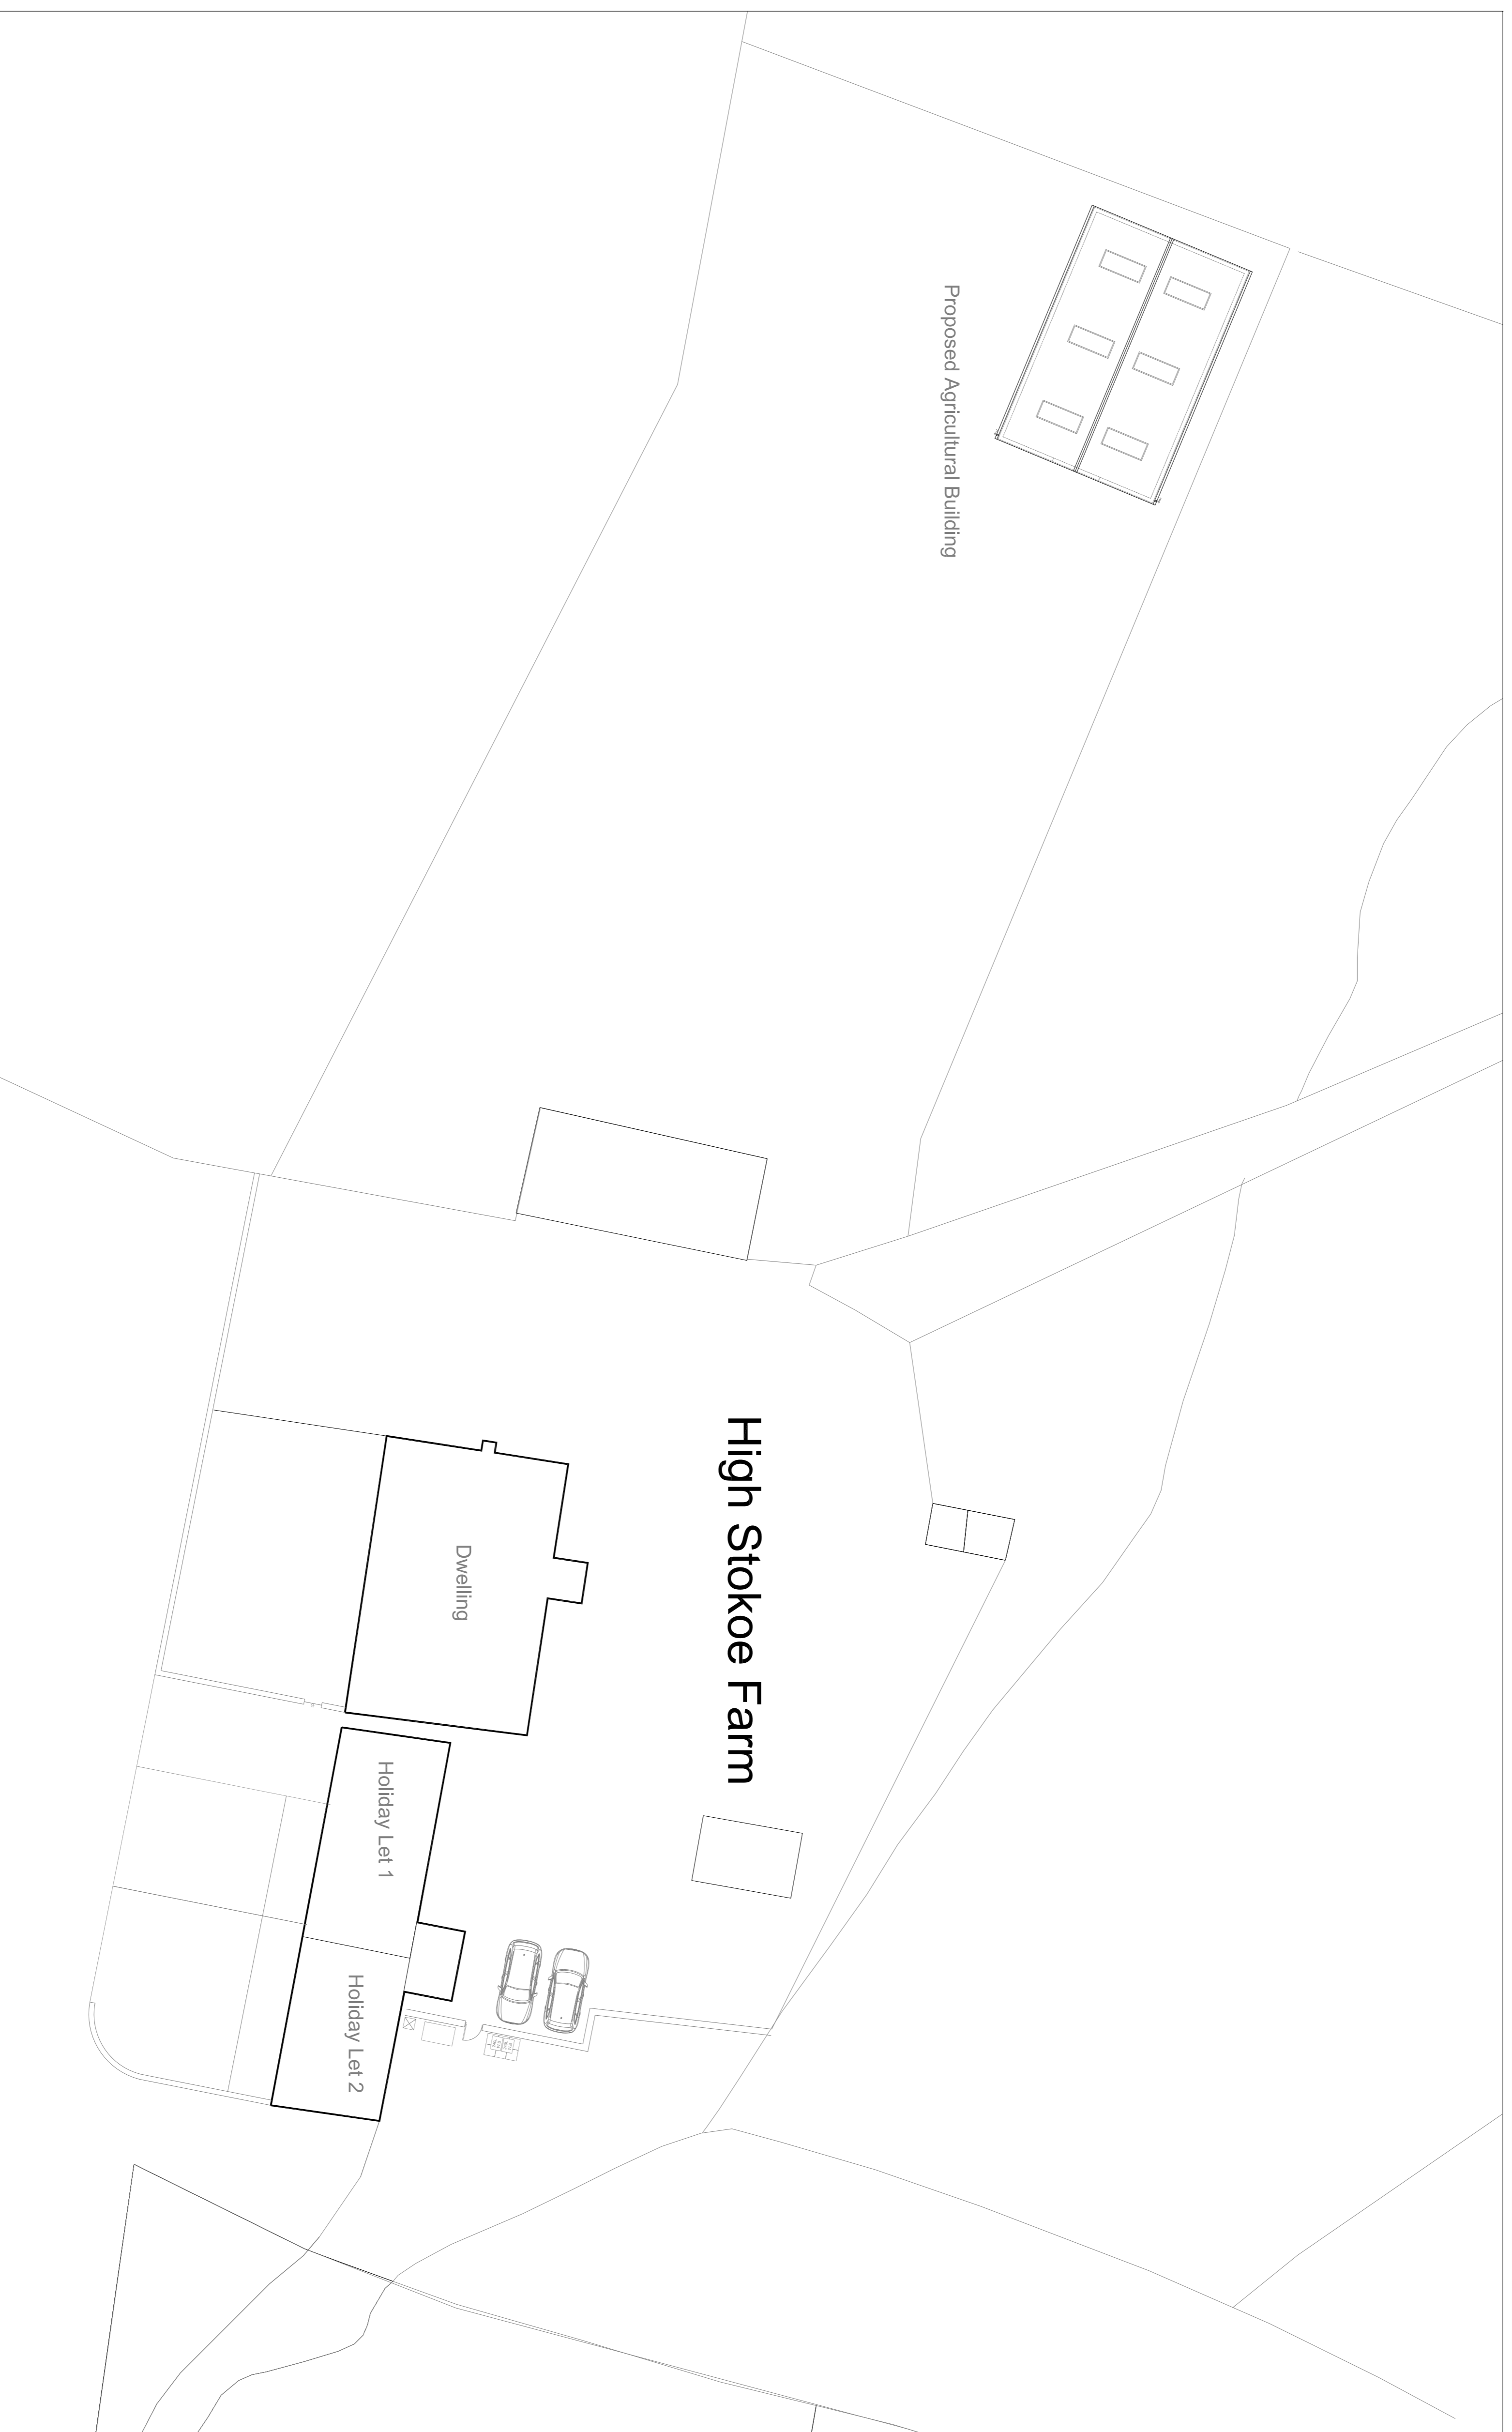 Proposed Agricultural Building
High Stokoe Farm
Dwelling
Holiday Let 1
Holiday Let 2